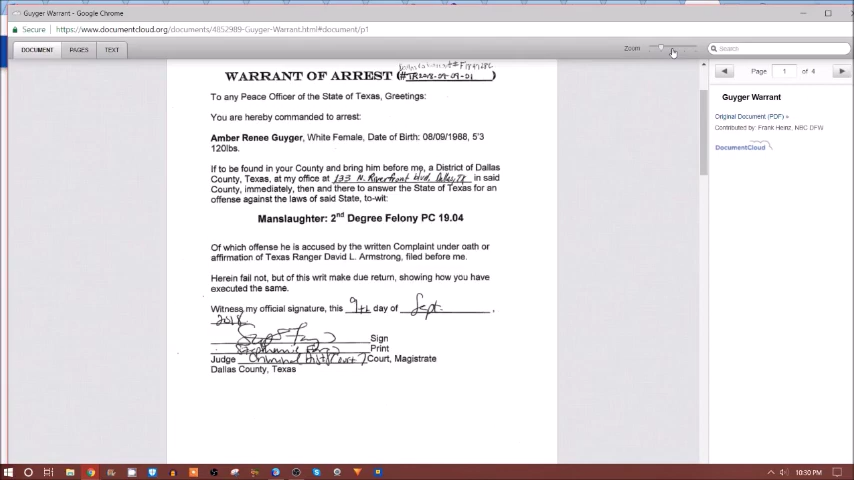 Guyger Warrant - Google Chrome
Secure | https://www.documentcloud.org/documents/4852989-Guyger-Warrant.html#document/p1
DOCUMENT PAGES TEXT
Zoom
Search
Page 1 of 4
Guyger Warrant
Original Document (PDF) »
Contributed by: Frank Heinz, NBC DFW
DocumentCloud
WARRANT OF ARREST (#TR2018-09-09-01)
To any Peace Officer of the State of Texas, Greetings:
You are hereby commanded to arrest:
Amber Renee Guyger, White Female, Date of Birth: 08/09/1988, 5'3
120lbs.
If to be found in your County and bring him before me, a District of Dallas
County, Texas, at my office at 133 N. Riverfront Blvd. Dallas, TX in said
County, immediately, then and there to answer the State of Texas for an
offense against the laws of said State, to-wit:
Manslaughter: 2nd Degree Felony PC 19.04
Of which offense he is accused by the written Complaint under oath or
affirmation of Texas Ranger David L. Armstrong, filed before me.
Herein fail not, but of this writ make due return, showing how you have
executed the same.
Witness my official signature, this 9th day of Sept.,
2018
Sign
Print
Judge Criminal Dist Court 7 Court, Magistrate
Dallas County, Texas
10:30 PM